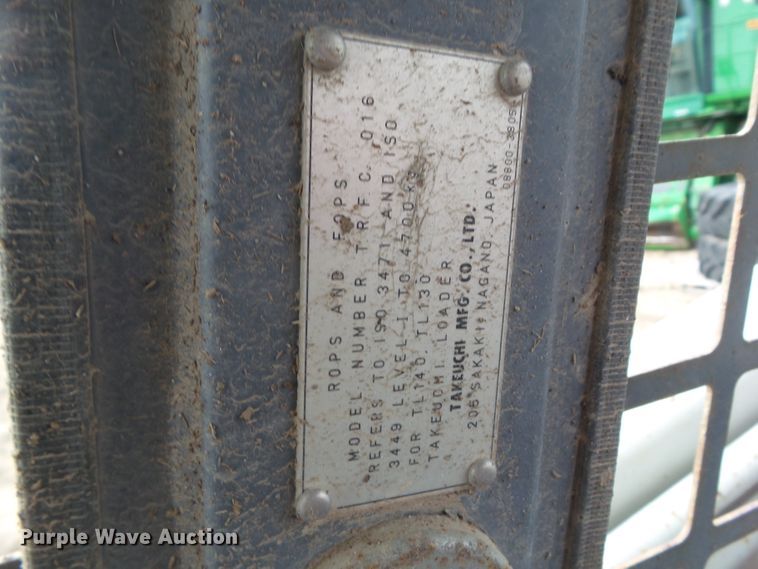 ROPS AND FOPS
MODEL NUMBER TRFC 016
REFERS TO ISO 3471 AND ISO
3449 LEVEL-I TO 4700 kg
FOR TL140, TL130
TAKEUCHI LOADER
TAKEUCHI MFG. CO., LTD.
205 SAKAKI NAGANO, JAPAN
Purple Wave Auction